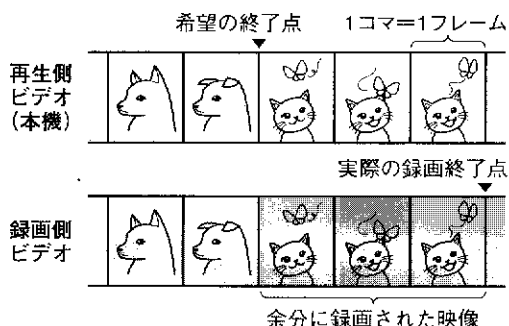 希望の終了点
1コマ=1フレーム
再生側
ビデオ
(本機)
実際の録画終了点
録画側
ビデオ
余分に録画された映像